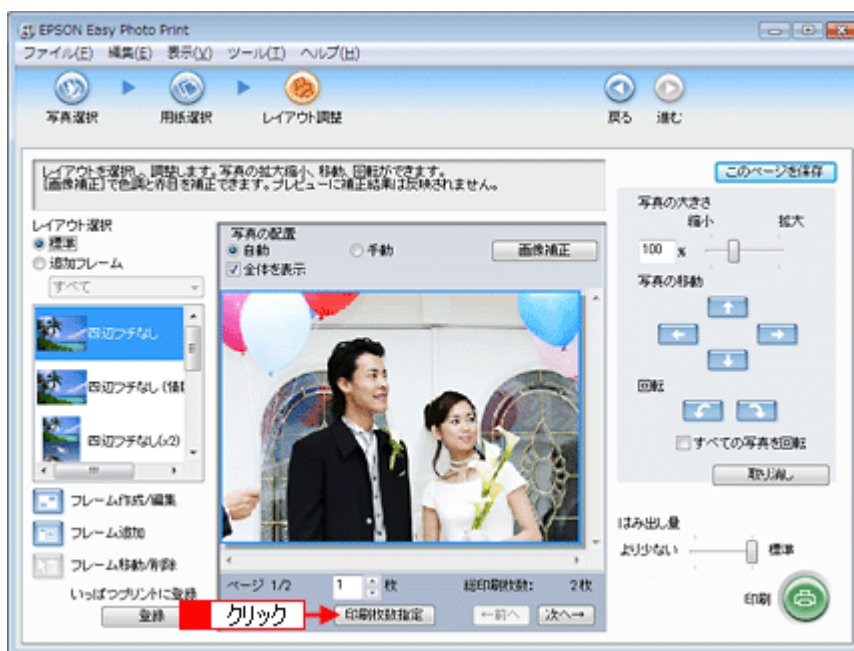 EPSON Easy Photo Print
ファイル(F) 編集(E) 表示(V) ツール(T) ヘルプ(H)
写真選択 用紙選択 レイアウト調整 戻る 進む
レイアウトを選択し、調整します。写真の拡大縮小、移動、回転ができます。
[画像補正]で色調と赤目を補正できます。プレビューに補正結果は反映されません。
このページを保存
レイアウト選択
標準
追加フレーム
すべて
四辺フチなし
四辺フチなし (情
四辺フチなし(x2)
フレーム作成/編集
フレーム追加
フレーム移動/削除
いっぱつプリントに登録
登録
写真の配置
自動 手動 画像補正
全体を表示
ページ 1/2 1 枚 総印刷枚数: 2枚
クリック
印刷枚数指定 ←前へ 次へ→
写真の大きさ
縮小 拡大
100 %
写真の移動
回転
すべての写真を回転
取り消し
はみ出し量
より少ない 標準
印刷